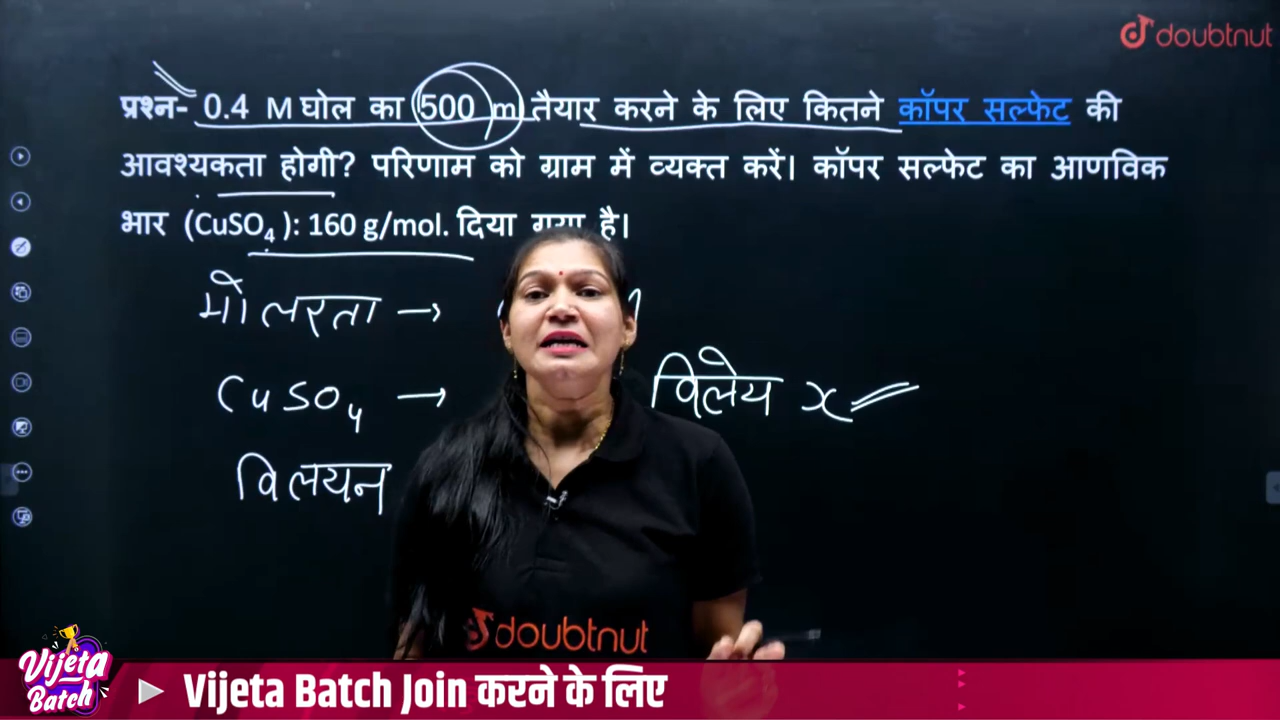 doubtnut
प्रश्न- 0.4 M घोल का 500 ml तैयार करने के लिए कितने कॉपर सल्फेट की
आवश्यकता होगी? परिणाम को ग्राम में व्यक्त करें। कॉपर सल्फेट का आणविक
भार (CuSO₄ ): 160 g/mol. दिया गया है।
मोलरता →
CuSO₄ → विलेय x
विलयन
doubtnut
Vijeta Batch
Vijeta Batch Join करने के लिए